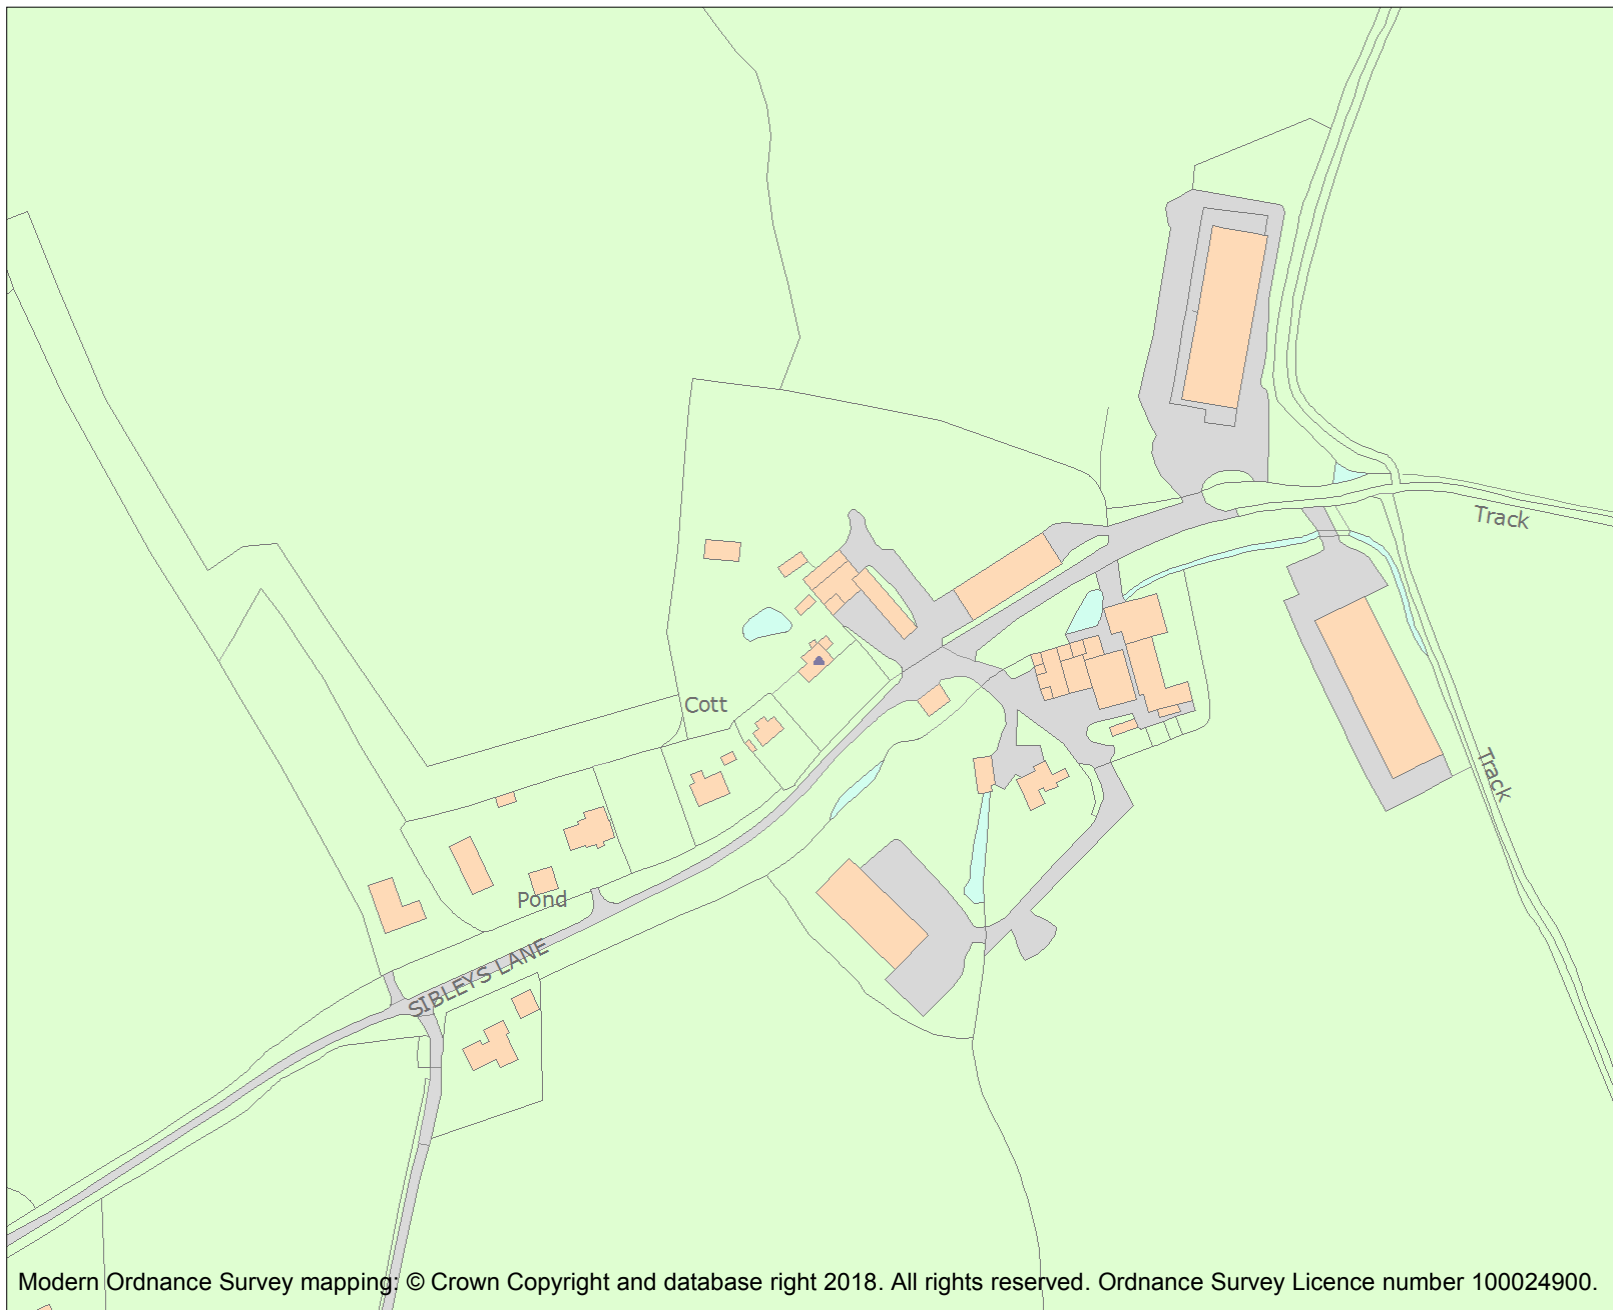 Track
Cott
Track
Pond
SIBLEYS LANE
Modern Ordnance Survey mapping: © Crown Copyright and database right 2018. All rights reserved. Ordnance Survey Licence number 100024900.